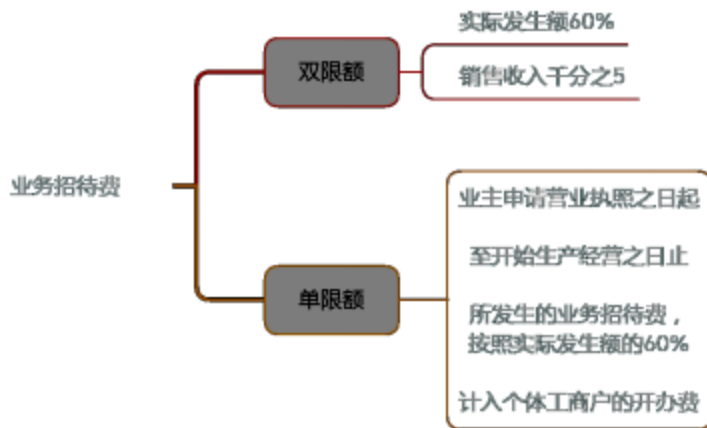 业务招待费
双限额
实际发生额60%
销售收入千分之5
单限额
业主申请营业执照之日起
至开始生产经营之日止
所发生的业务招待费，
按照实际发生额的60%
计入个体工商户的开办费